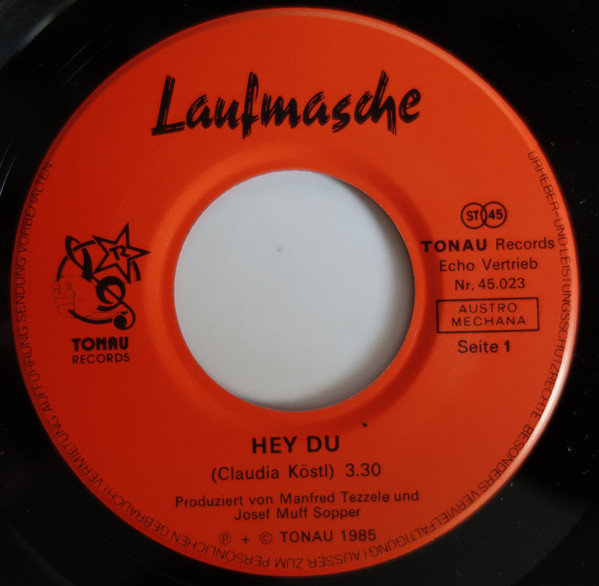 Laufmasche
ST 45
TONAU Records
Echo Vertrieb
Nr. 45.023
AUSTRO
MECHANA
Seite 1
TR
TONAU
RECORDS
HEY DU
(Claudia Köstl) 3.30
Produziert von Manfred Tezzele und
Josef Muff Sopper
℗ + © TONAU 1985
URHEBER-UND LEISTUNGSSCHUTZRECHTE BESONDERS VERVIELFÄLTIGUNG (AUSSER ZUM PERSÖNLICHEN GEBRAUCH) VERMIETUNG AUFFÜHRUNG SENDUNG VORBEHALTEN